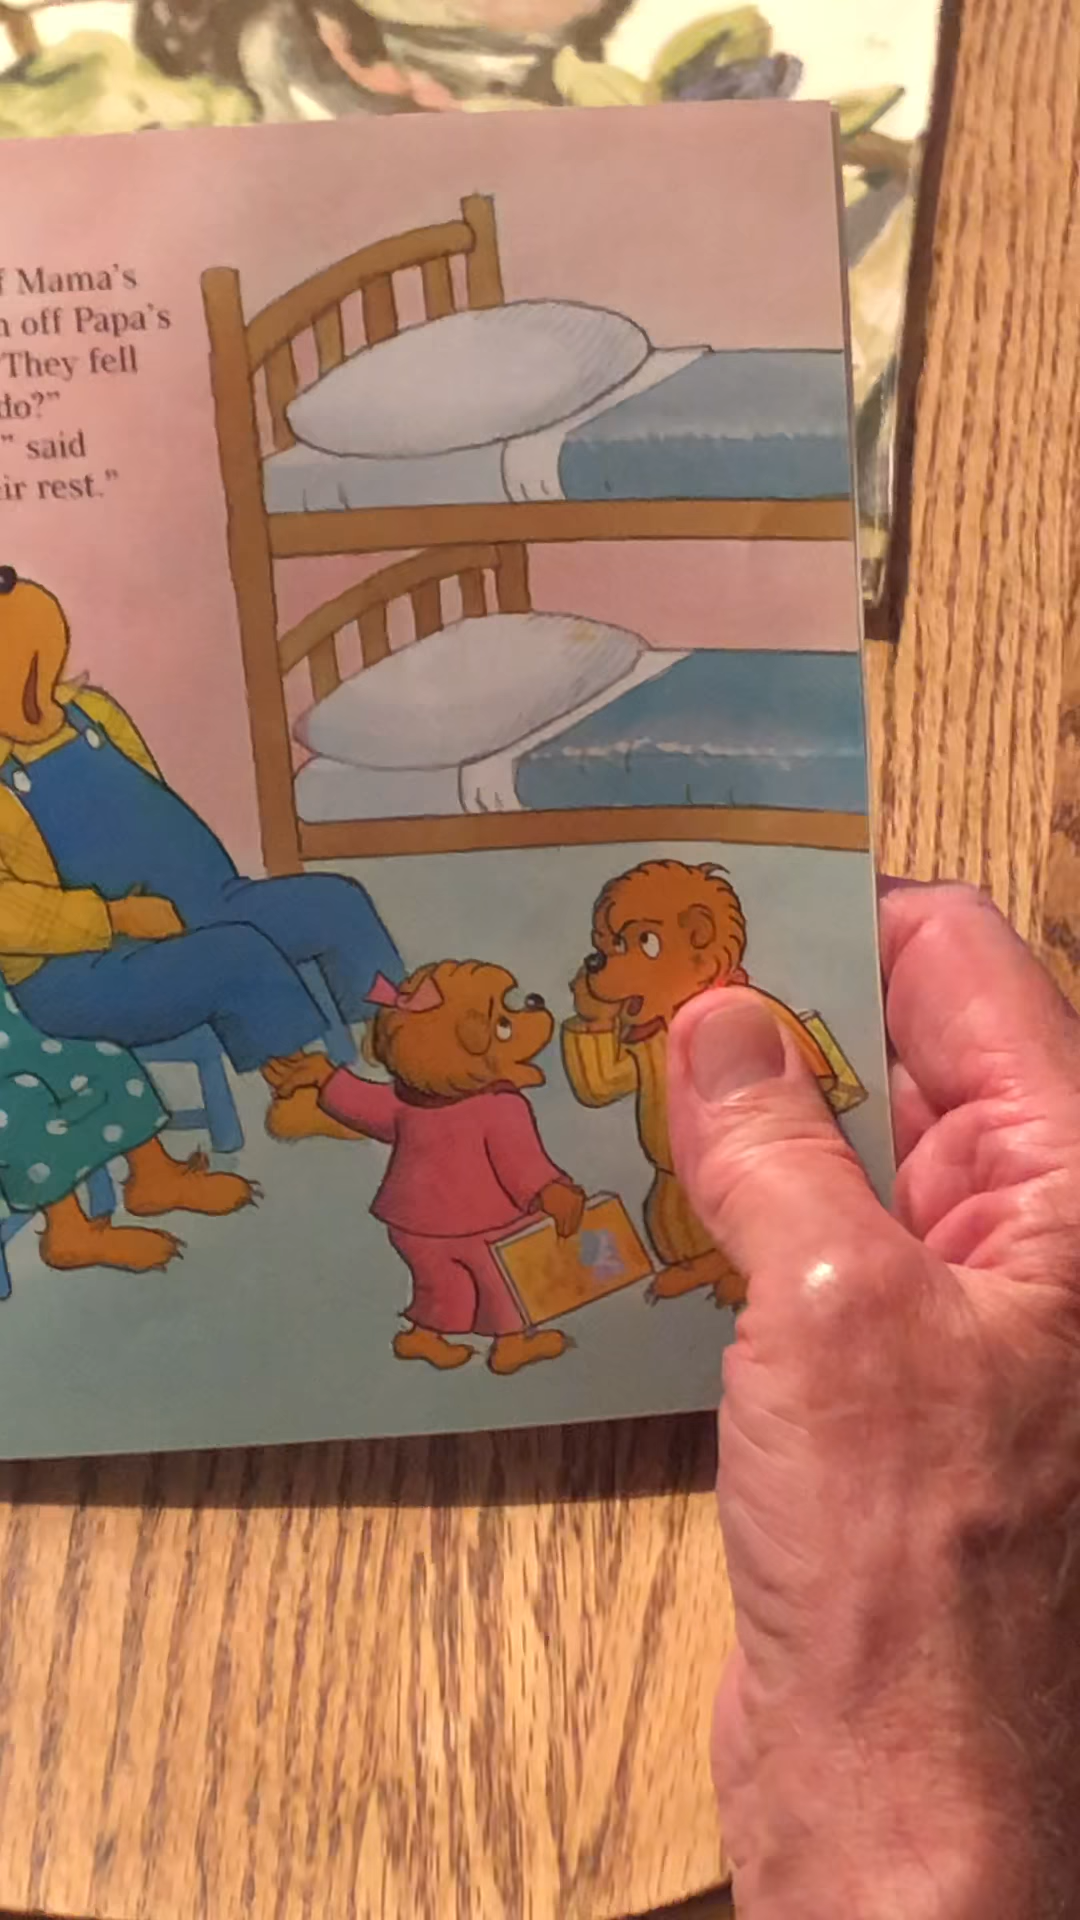 f Mama's
n off Papa's
"They fell
do?"
" said
ir rest."